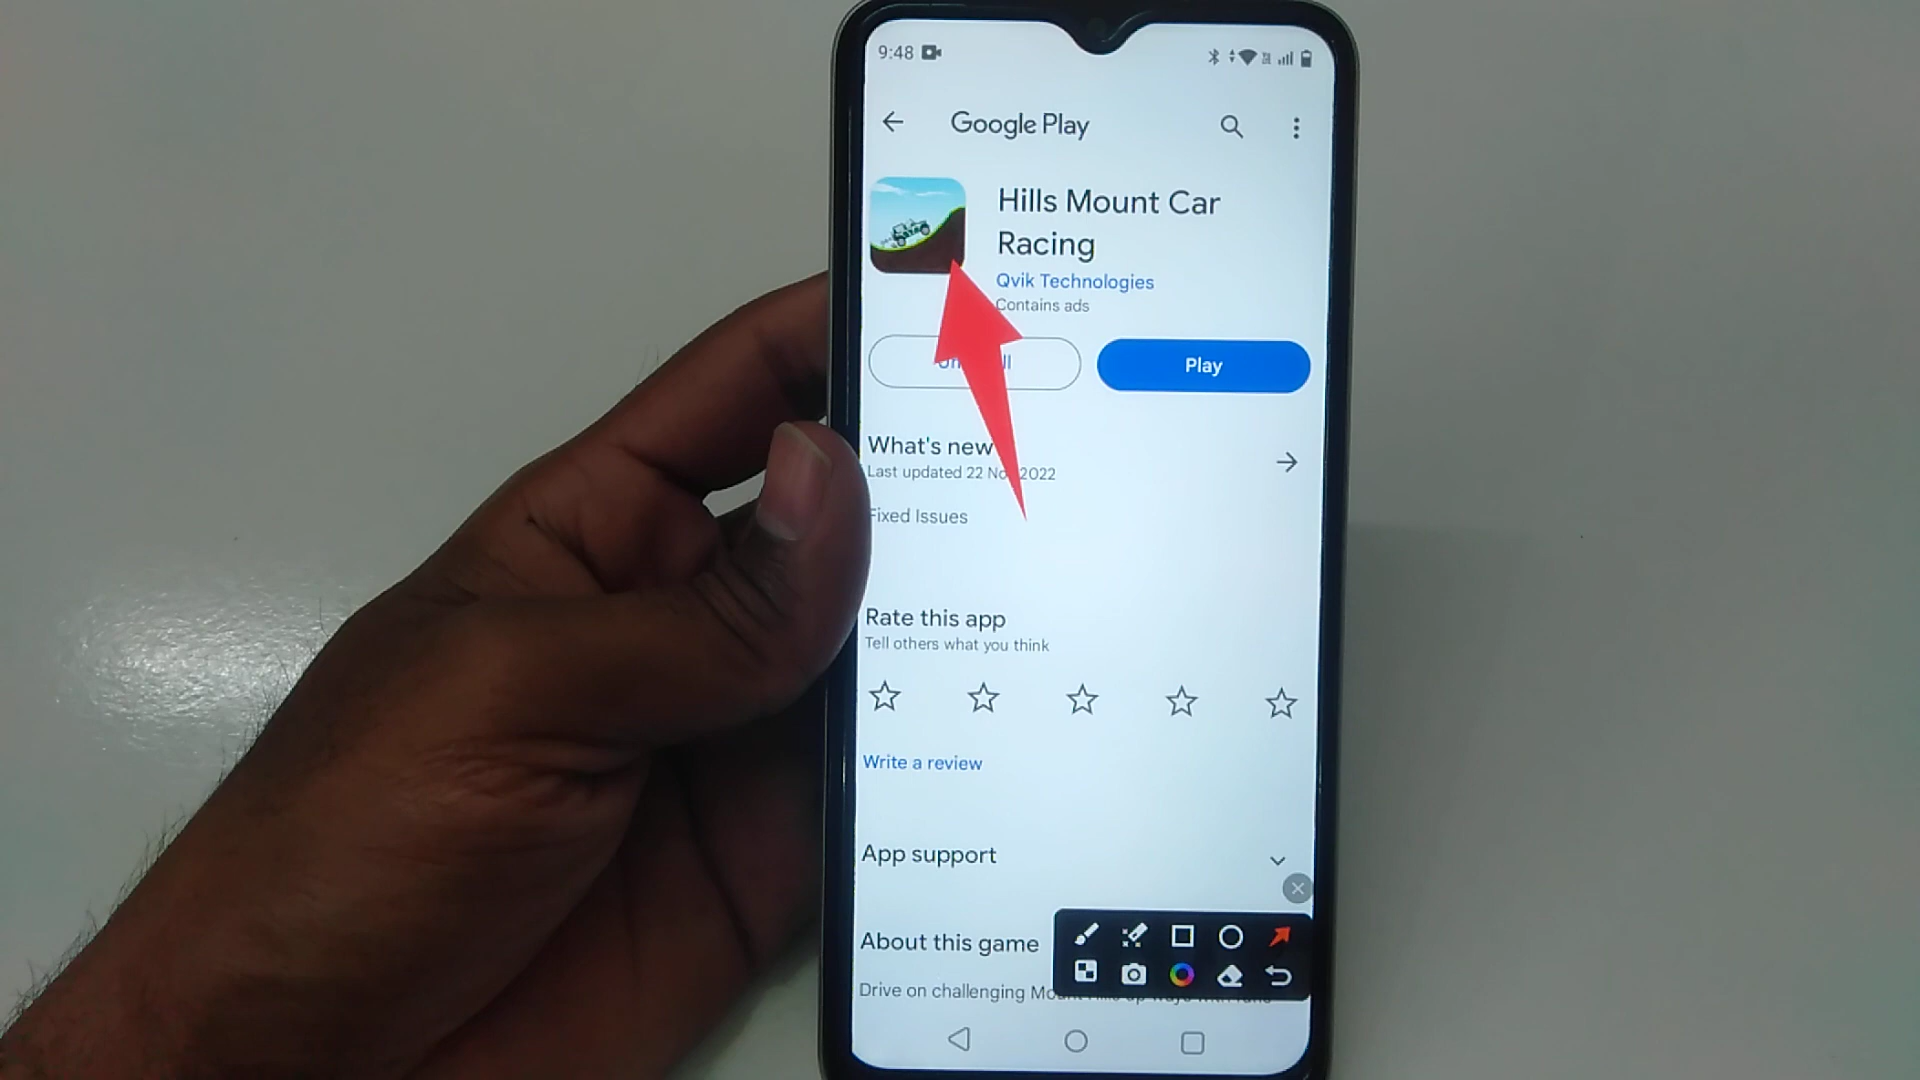 9:48
Google Play
Hills Mount Car
Racing
Qvik Technologies
Contains ads
Play
What's new
Last updated 22 Nov 2022
Fixed Issues
Rate this app
Tell others what you think
Write a review
App support
About this game
Drive on challenging